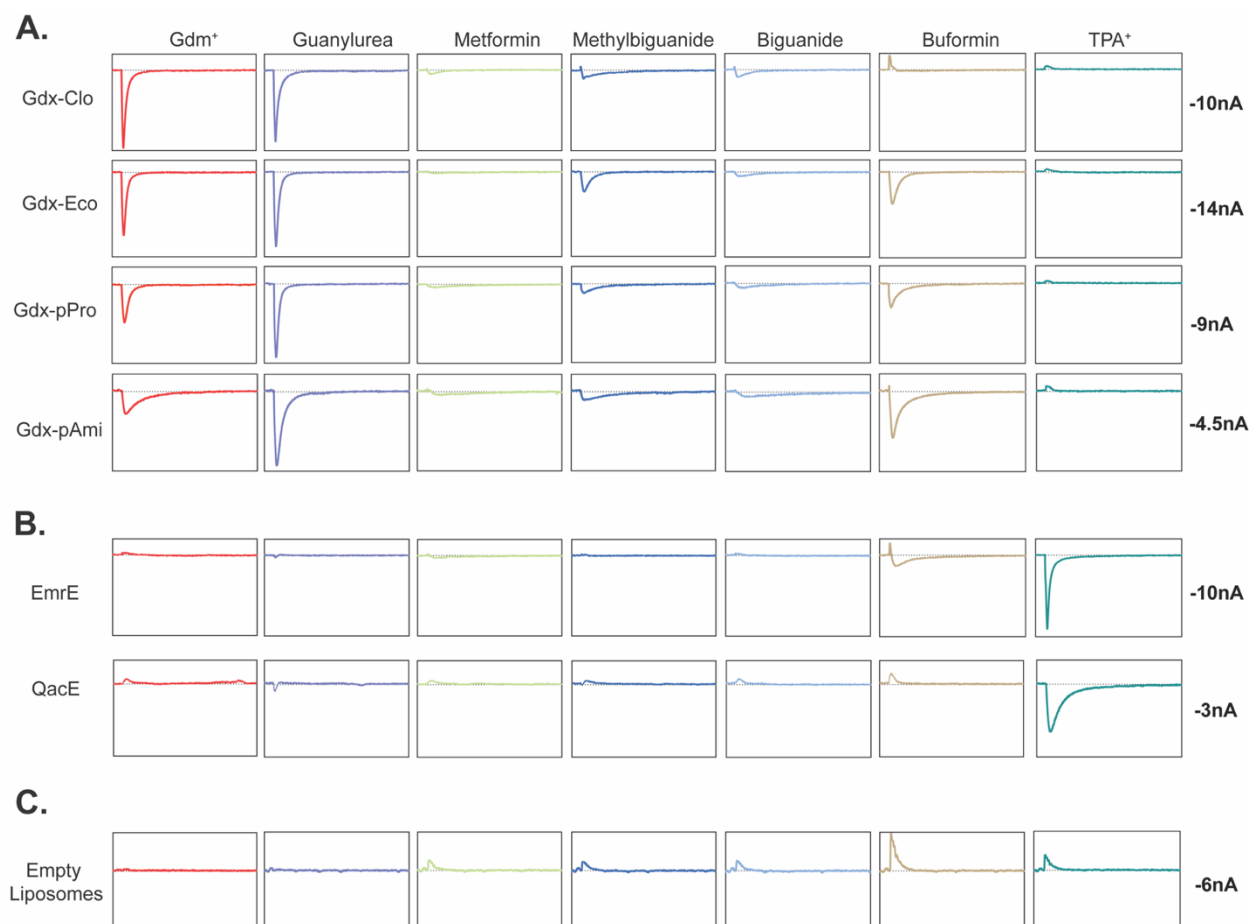 A.
Gdm⁺ Guanylurea Metformin Methylbiguanide Biguanide Buformin TPA⁺
Gdx-Clo -10nA
Gdx-Eco -14nA
Gdx-pPro -9nA
Gdx-pAmi -4.5nA
B.
EmrE -10nA
QacE -3nA
C.
Empty
Liposomes -6nA